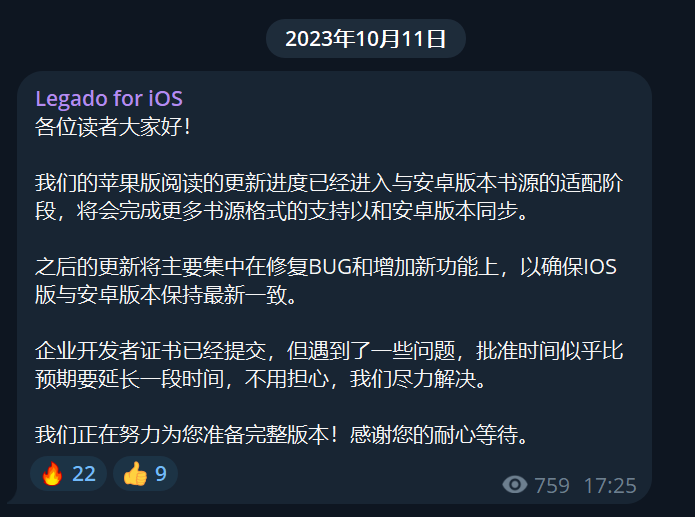 2023年10月11日
Legado for iOS
各位读者大家好！
我们的苹果版阅读的更新进度已经进入与安卓版本书源的适配阶
段，将会完成更多书源格式的支持以和安卓版本同步。
之后的更新将主要集中在修复BUG和增加新功能上，以确保IOS
版与安卓版本保持最新一致。
企业开发者证书已经提交，但遇到了一些问题，批准时间似乎比
预期要延长一段时间，不用担心，我们尽力解决。
我们正在努力为您准备完整版本！感谢您的耐心等待。
🔥 22 👍 9
759 17:25